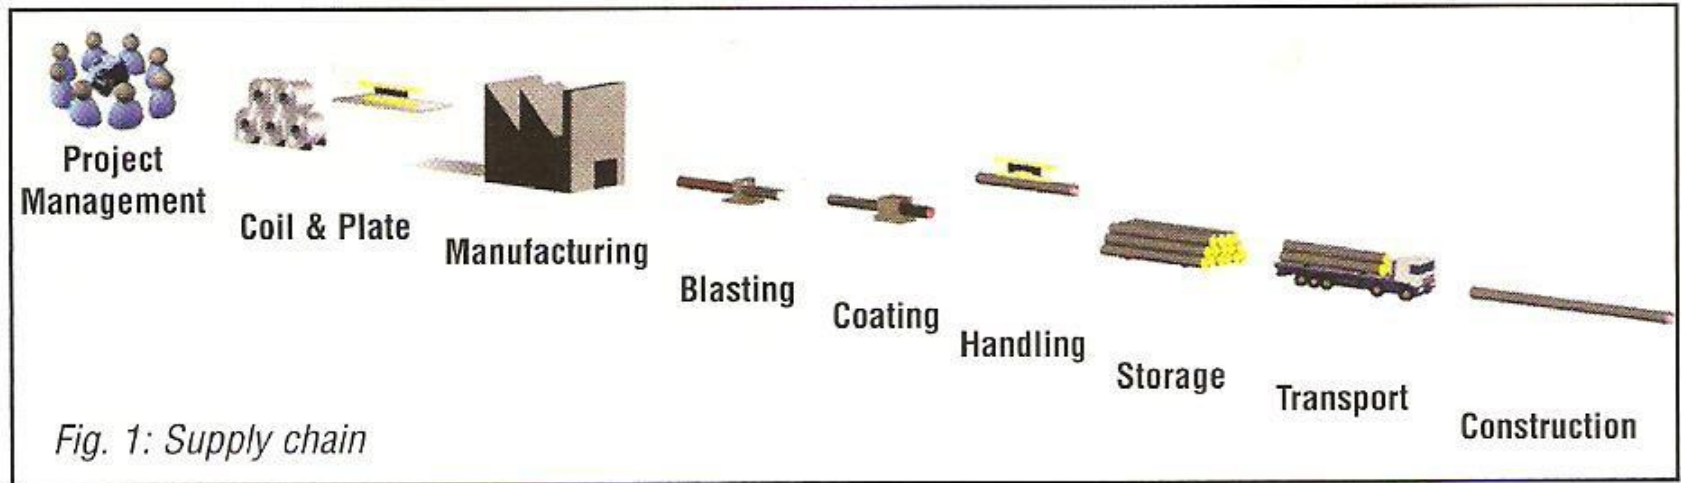 Project
Management
Coil & Plate
Manufacturing
Blasting
Coating
Handling
Storage
Transport
Construction
Fig. 1: Supply chain